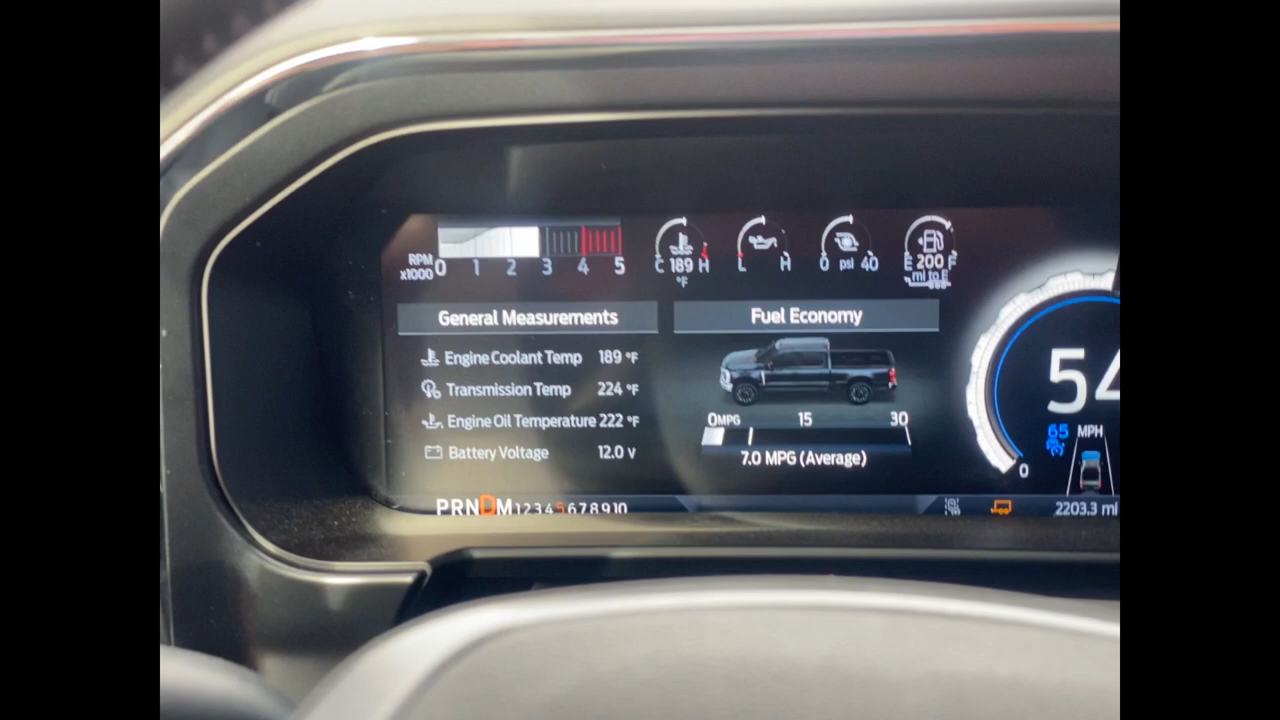 RPM x1000 0 1 2 3 4 5
C 189 H
°F
L H
0 psi 40
E 200 F
mi to E
General Measurements
Engine Coolant Temp 189 °F
Transmission Temp 224 °F
Engine Oil Temperature 222 °F
Battery Voltage 12.0 V
Fuel Economy
0MPG 15 30
7.0 MPG (Average)
54
65 MPH
0
PRNDM12345678910
2203.3 mi